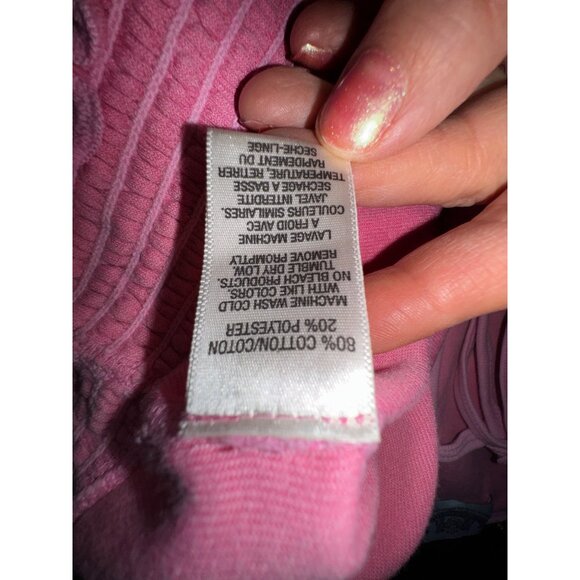 80% COTTON/COTON
20% POLYESTER
MACHINE WASH COLD
WITH LIKE COLORS.
NO BLEACH PRODUCTS.
TUMBLE DRY LOW.
REMOVE PROMPTLY
LAVAGE MACHINE
A FROID AVEC
COULEURS SIMILAIRES.
JAVEL INTERDITE
SECHAGE A BASSE
TEMPERATURE, RETIRER
RAPIDEMENT DU
SECHE-LINGE